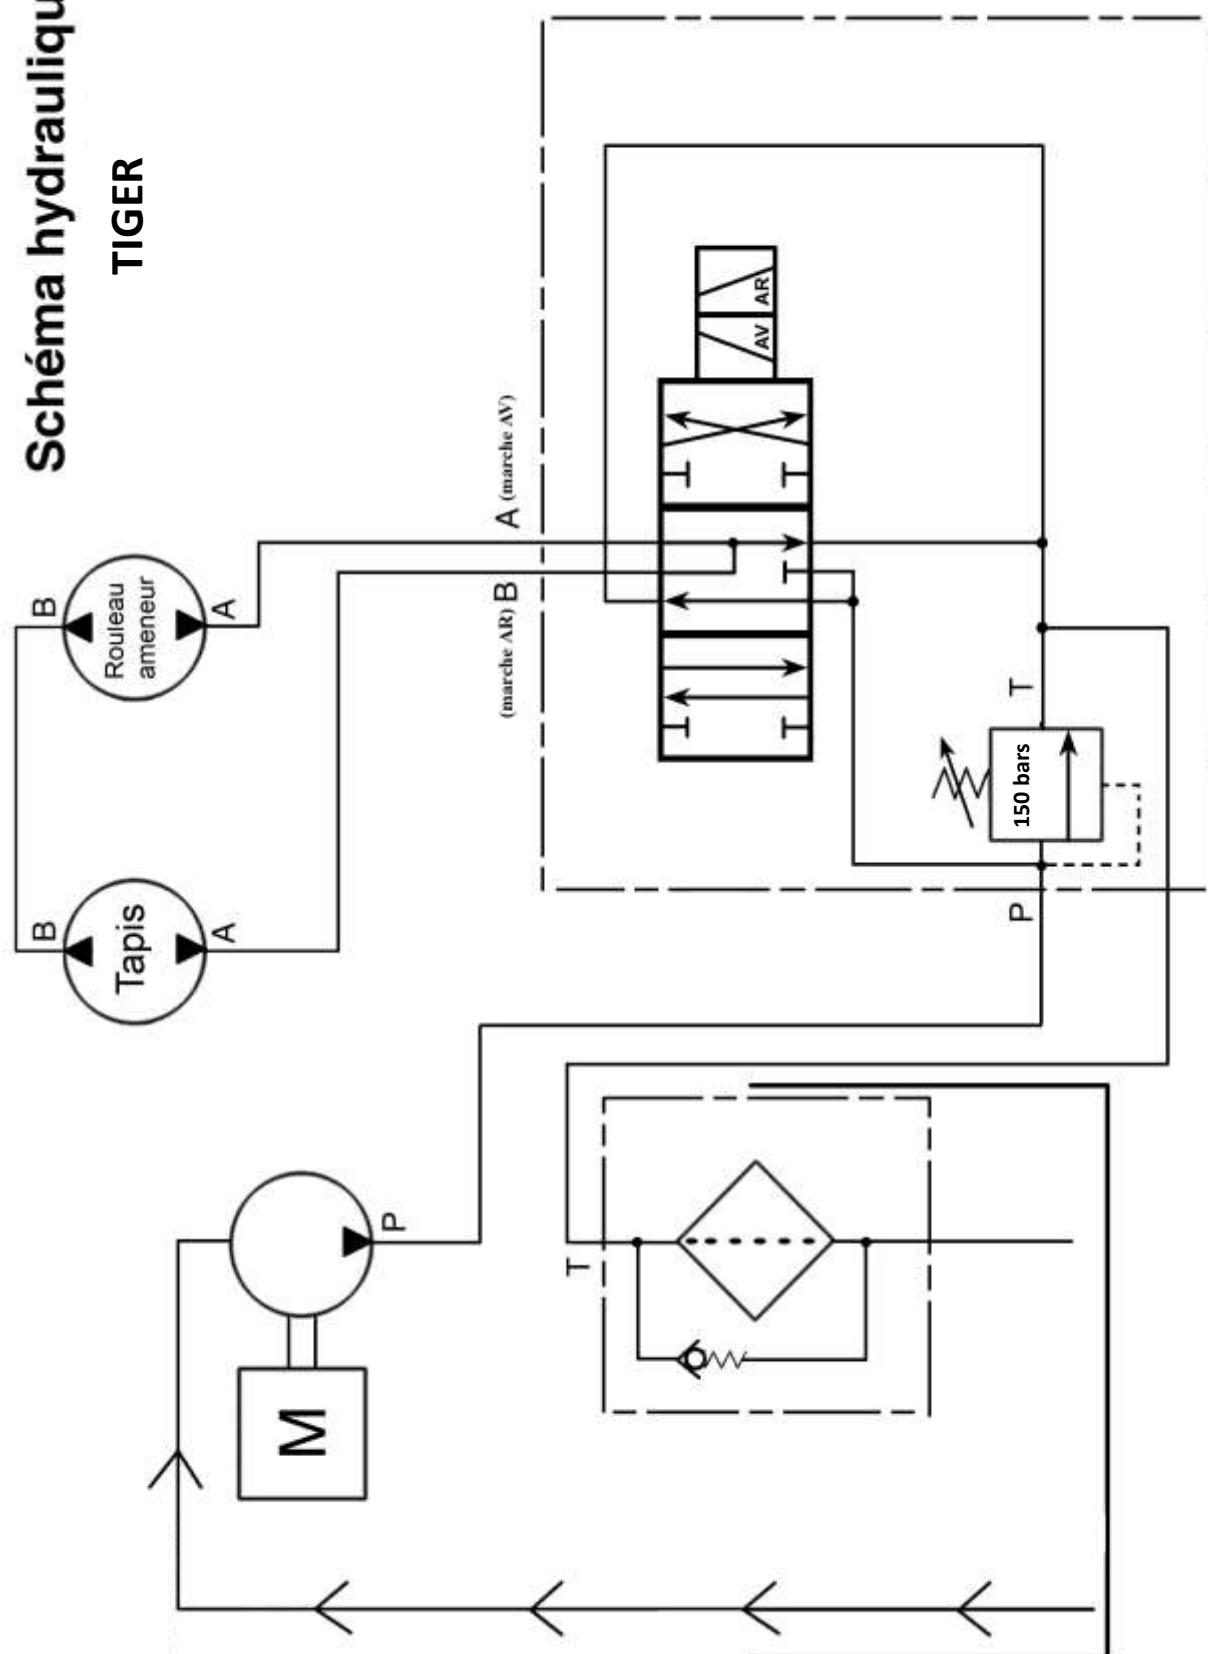 Schéma hydrauliqu
TIGER
B
Rouleau
ameneur
A
B
Tapis
A
A (marche AV)
(marche AR) B
AV
AR
T
150 bars
P
P
T
M